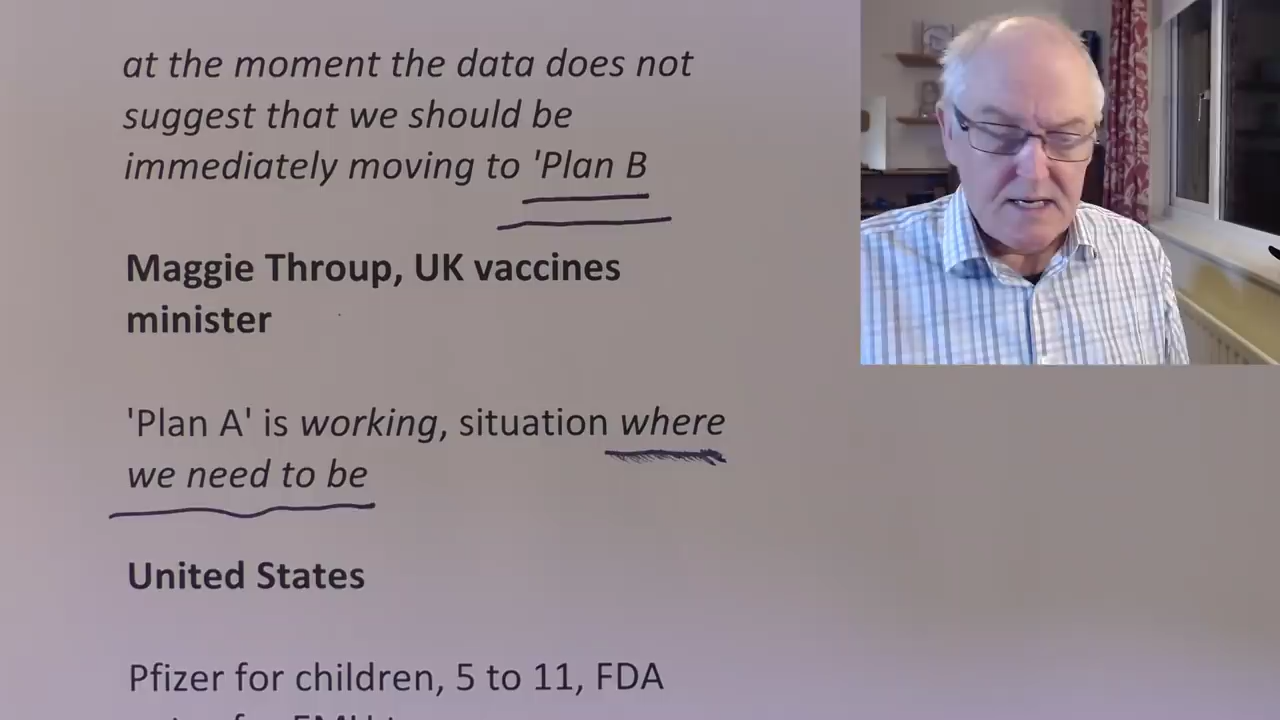 at the moment the data does not
suggest that we should be
immediately moving to 'Plan B
Maggie Throup, UK vaccines
minister
'Plan A' is working, situation where
we need to be
United States
Pfizer for children, 5 to 11, FDA